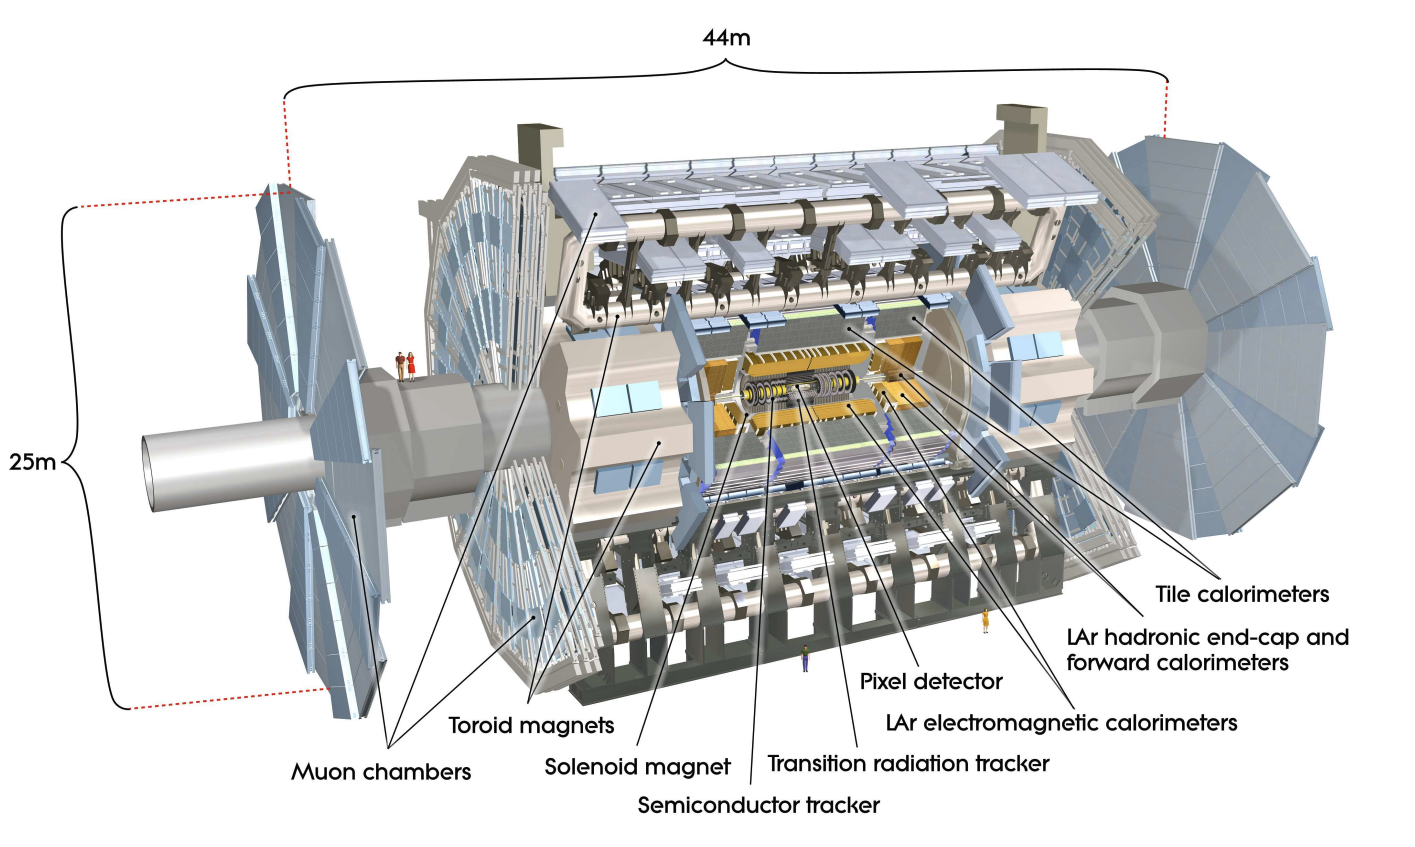 44m
25m
Tile calorimeters
LAr hadronic end-cap and
forward calorimeters
Pixel detector
LAr electromagnetic calorimeters
Toroid magnets
Solenoid magnet
Transition radiation tracker
Muon chambers
Semiconductor tracker